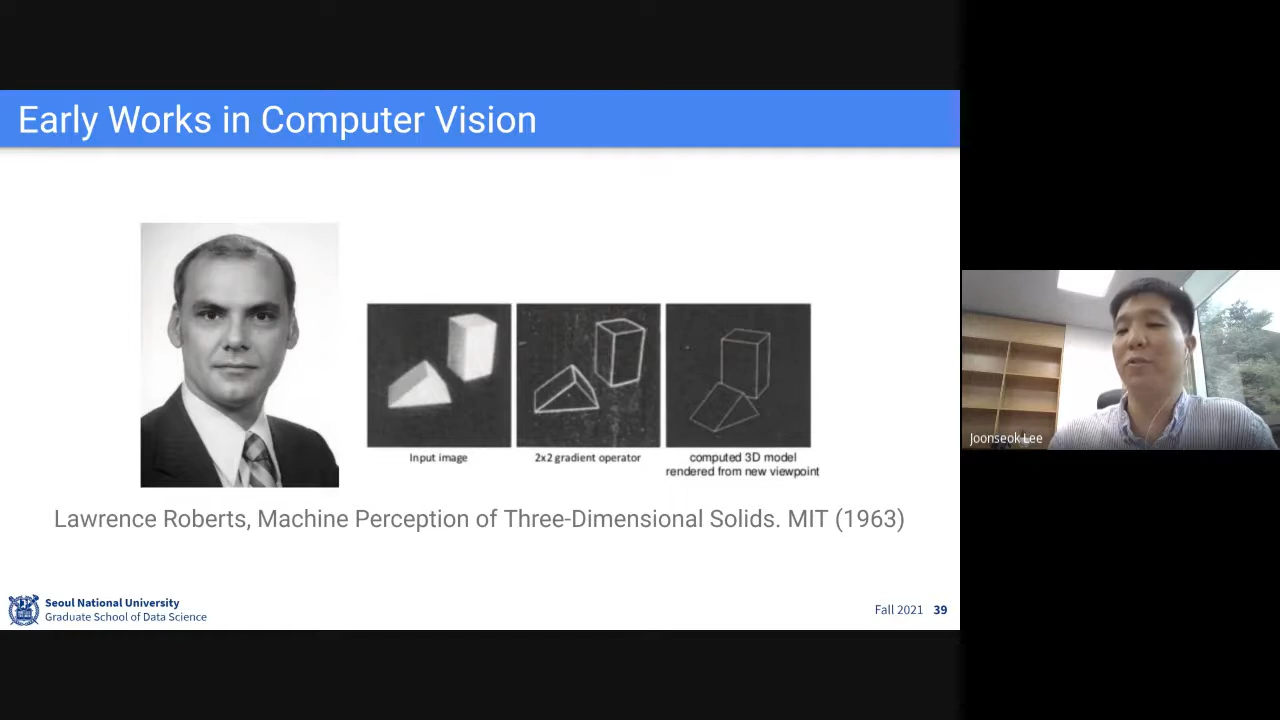 Early Works in Computer Vision
Input image
2x2 gradient operator
computed 3D model
rendered from new viewpoint
Lawrence Roberts, Machine Perception of Three-Dimensional Solids. MIT (1963)
Seoul National University
Graduate School of Data Science
Fall 2021 39
Joonseok Lee